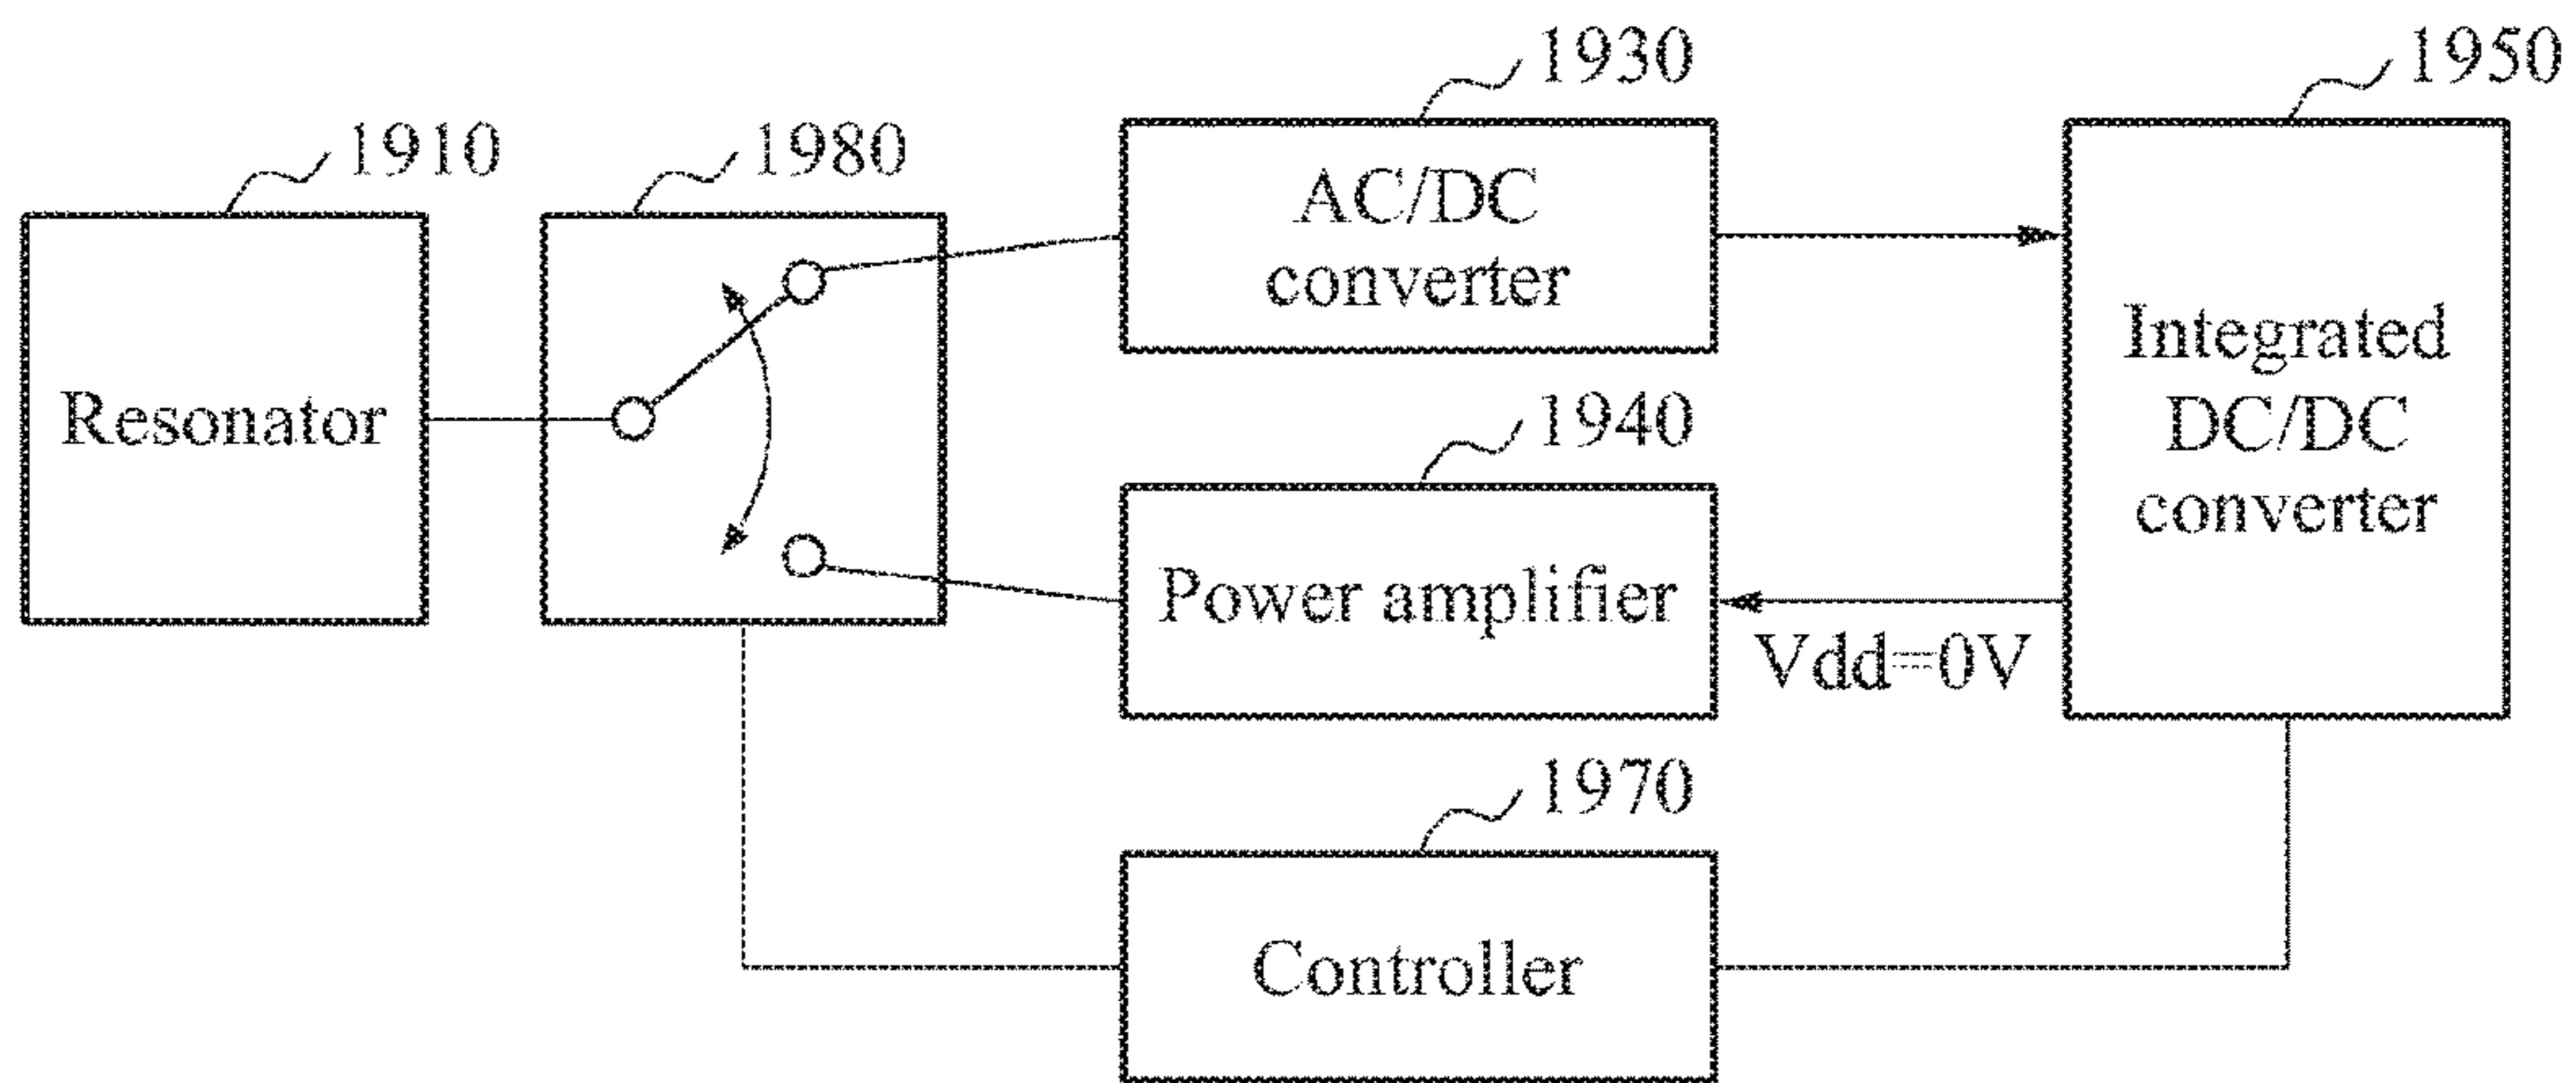 1930
1950
1910
1980
AC/DC
converter
Integrated
DC/DC
converter
Resonator
1940
Power amplifier
Vdd=0V
1970
Controller